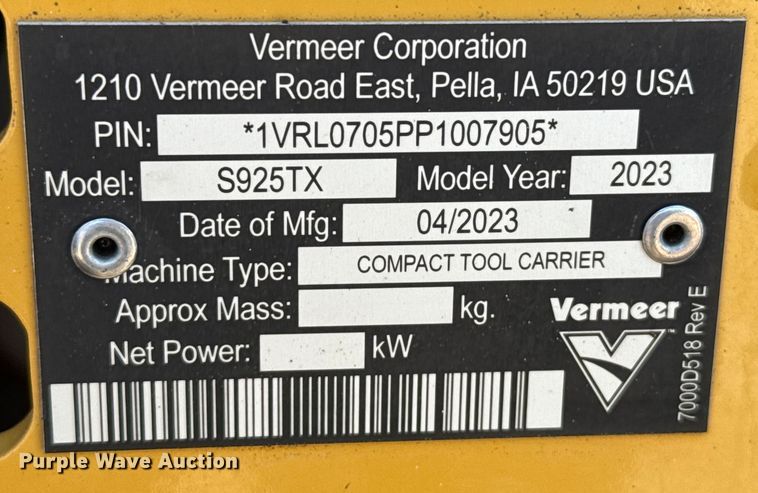 Vermeer Corporation
1210 Vermeer Road East, Pella, IA 50219 USA
PIN: *1VRL0705PP1007905*
Model: S925TX Model Year: 2023
Date of Mfg: 04/2023
Machine Type: COMPACT TOOL CARRIER
Approx Mass: kg.
Net Power: kW
Vermeer
7000D518 Rev E
Purple Wave Auction